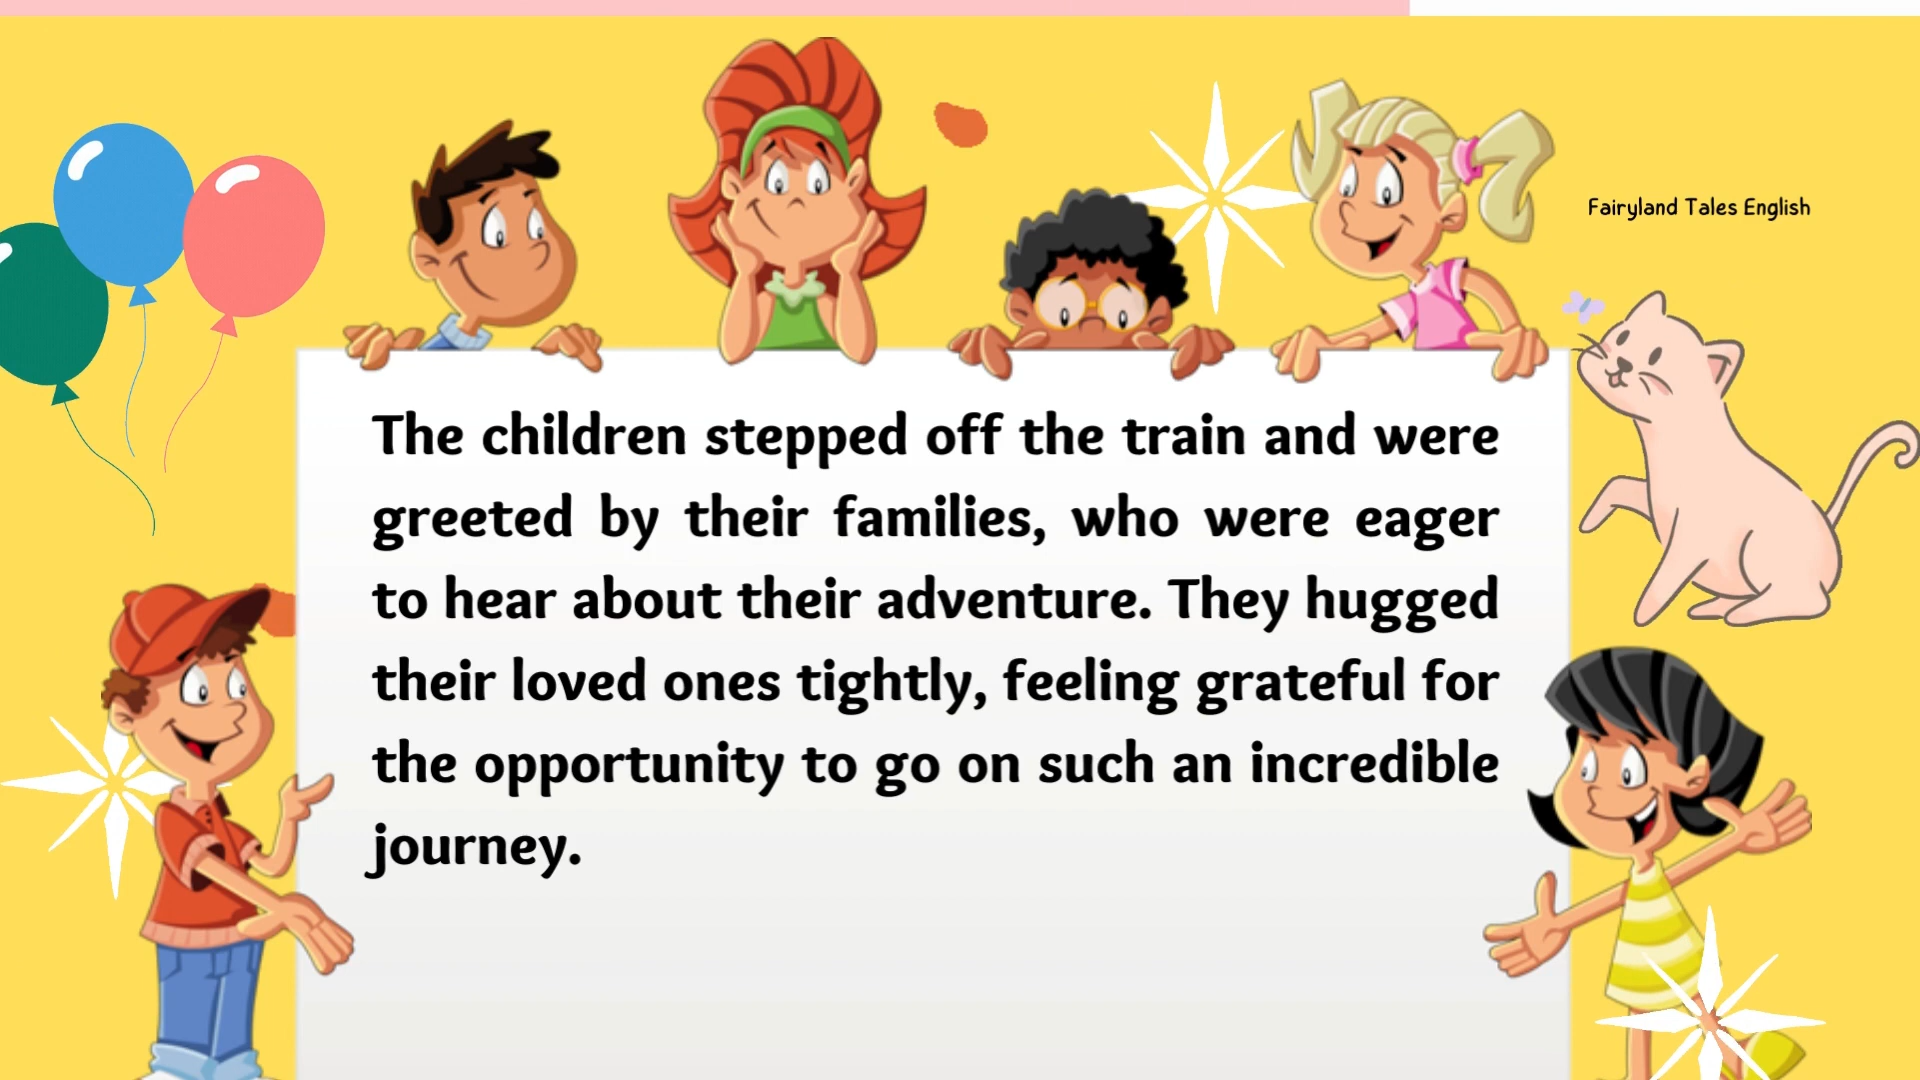 Fairyland Tales English
The children stepped off the train and were
greeted by their families, who were eager
to hear about their adventure. They hugged
their loved ones tightly, feeling grateful for
the opportunity to go on such an incredible
journey.